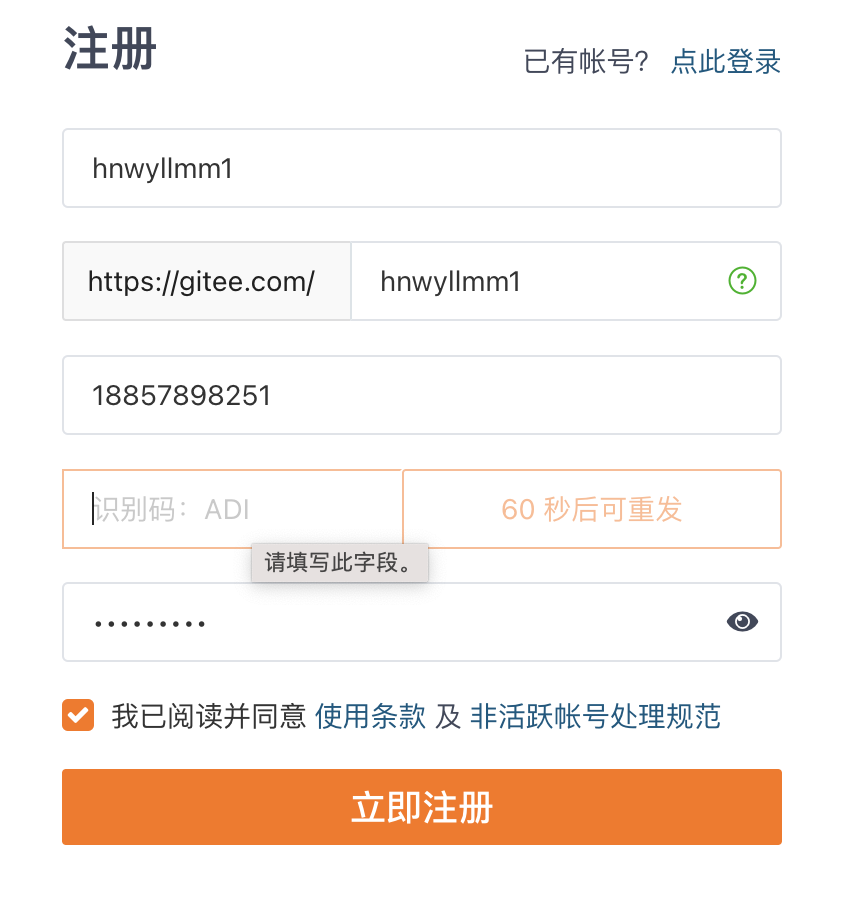 注册
已有帐号? 点此登录
hnwyllmm1
https://gitee.com/ hnwyllmm1
18857898251
识别码：ADI 60 秒后可重发
请填写此字段。
•••••••••
我已阅读并同意 使用条款 及 非活跃帐号处理规范
立即注册